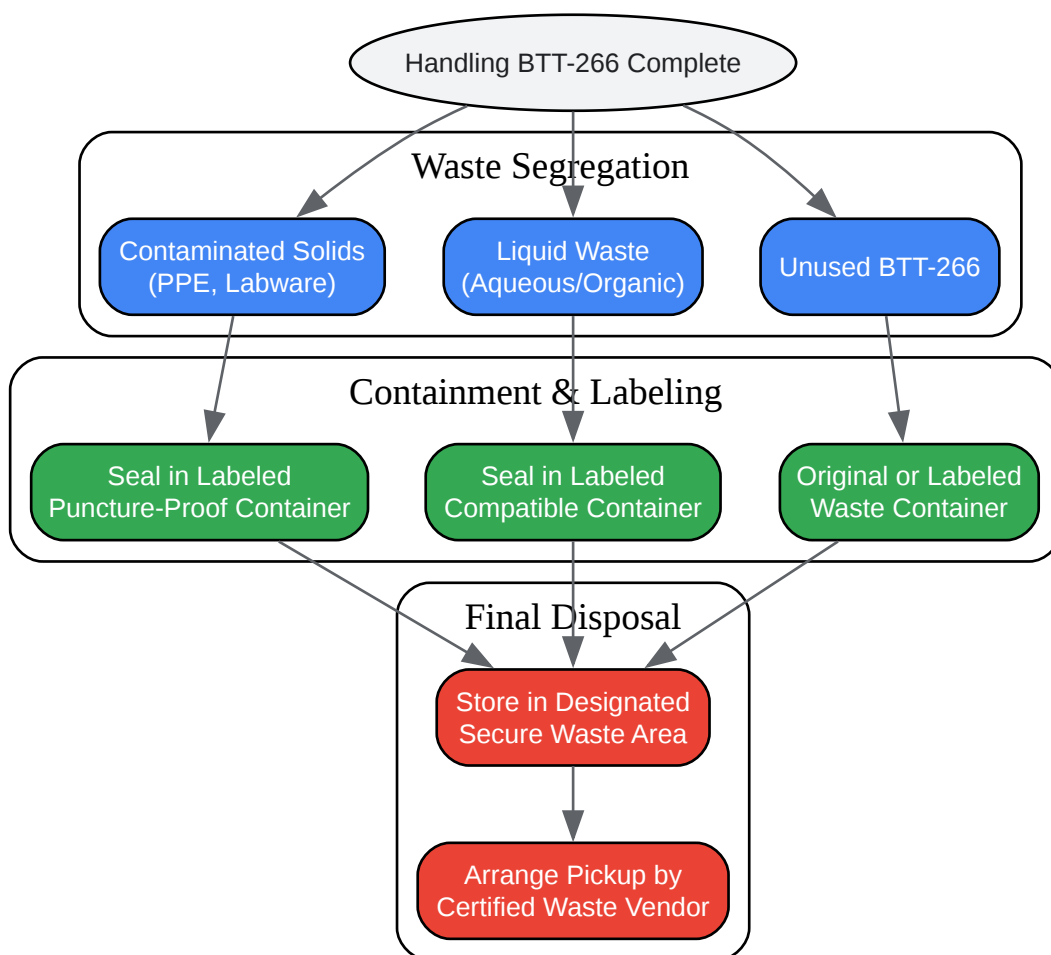 Handling BTT-266 Complete
Waste Segregation
Contaminated Solids
(PPE, Labware)
Liquid Waste
(Aqueous/Organic)
Unused BTT-266
Containment & Labeling
Seal in Labeled
Puncture-Proof Container
Seal in Labeled
Compatible Container
Original or Labeled
Waste Container
Final Disposal
Store in Designated
Secure Waste Area
Arrange Pickup by
Certified Waste Vendor